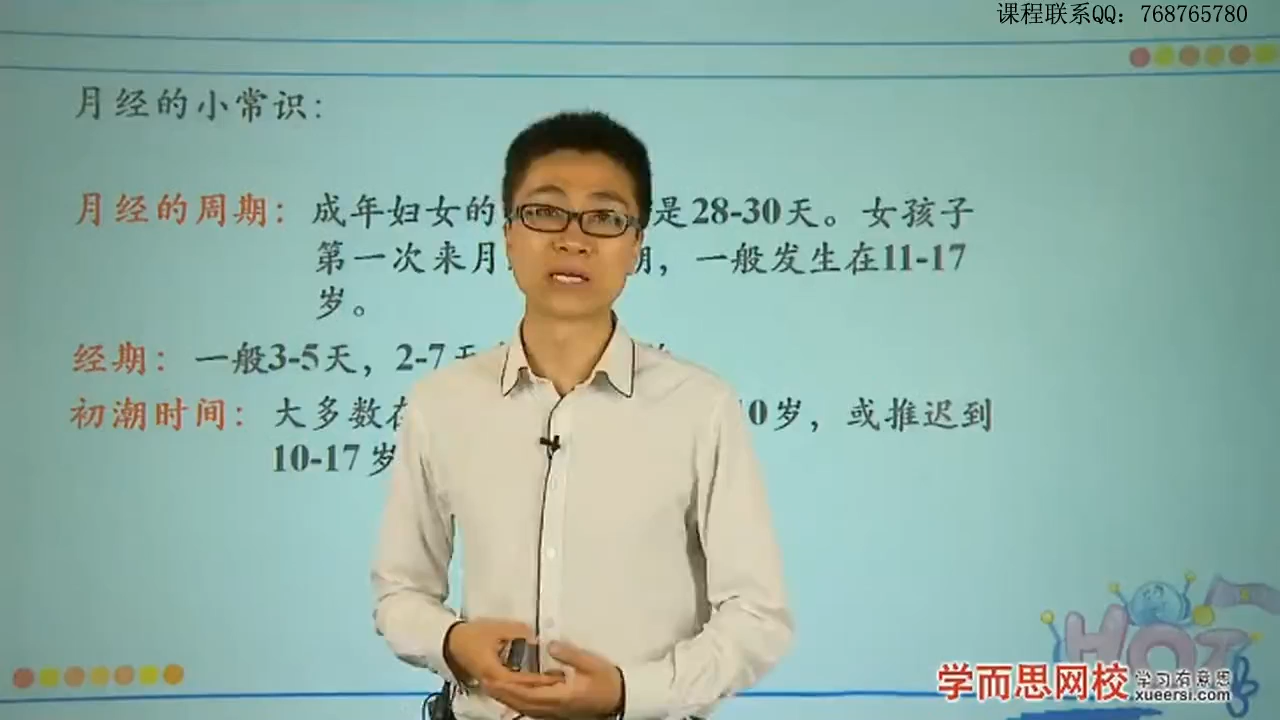 课程联系QQ：768765780
月经的小常识：
月经的周期：成年妇女的 是28-30天。女孩子
第一次来月 期，一般发生在11-17
岁。
经期：一般3-5天，2-7天
初潮时间：大多数在 0岁，或推迟到
10-17岁
HOT
学而思网校 学习有意思
xueersi.com